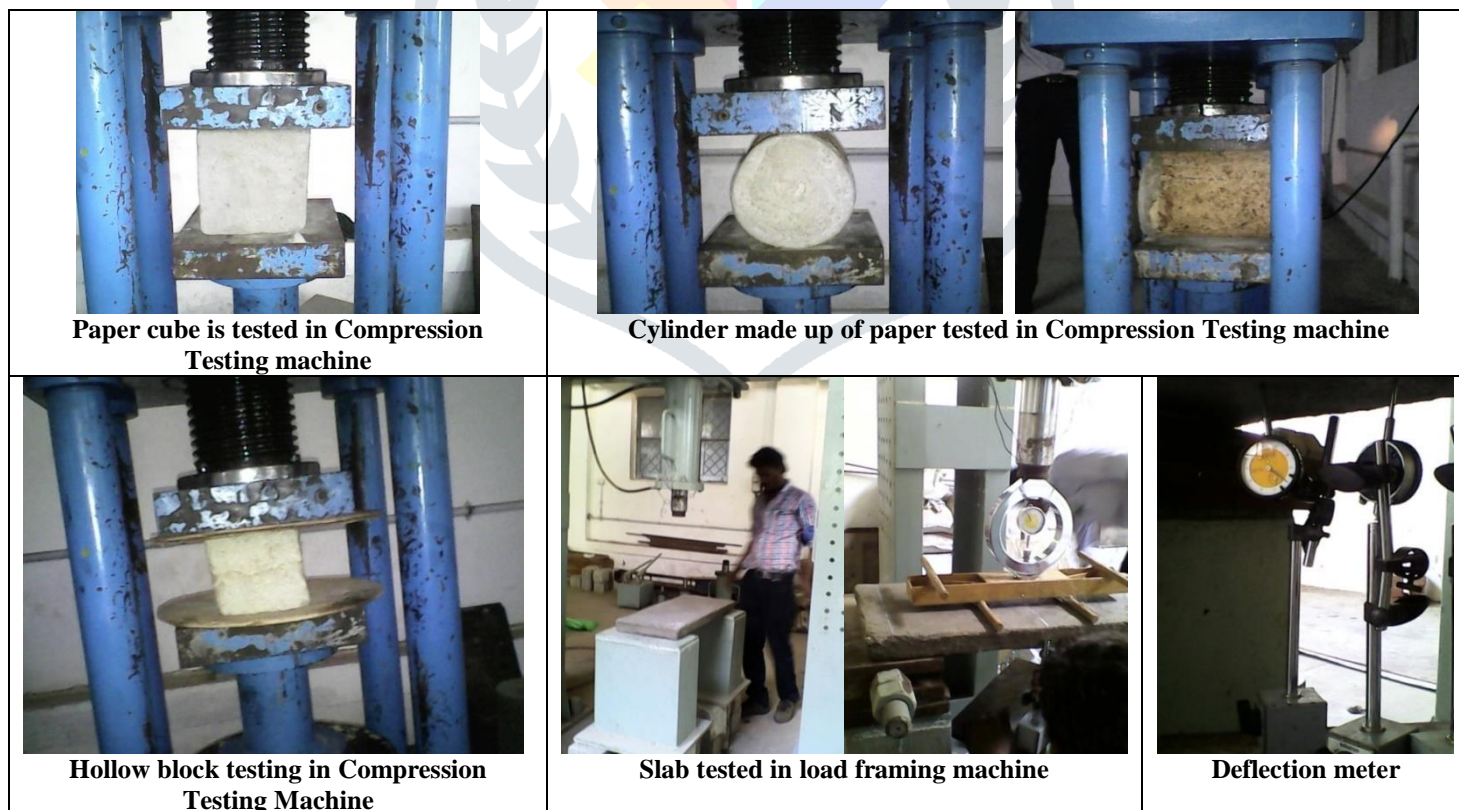 Paper cube is tested in Compression
Testing machine
Cylinder made up of paper tested in Compression Testing machine
Hollow block testing in Compression
Testing Machine
Slab tested in load framing machine
Deflection meter